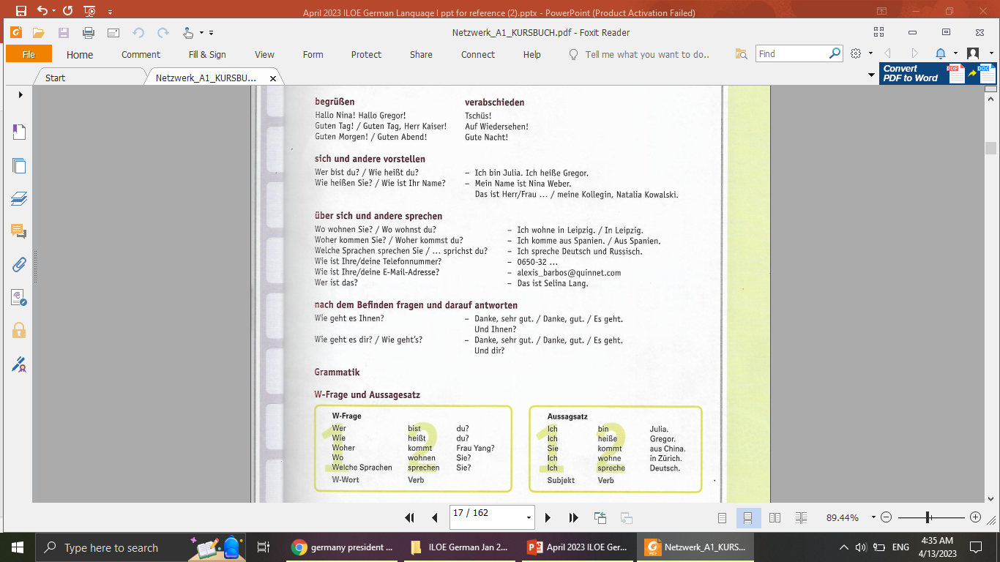 April 2023 ILOE German Language I ppt for reference (2).pptx - PowerPoint (Product Activation Failed)
Netzwerk_A1_KURSBUCH.pdf - Foxit Reader
File Home Comment Fill & Sign View Form Protect Share Connect Help Tell me what you want to do.. Find
Start Netzwerk_A1_KURSBU...
Convert PDF DOC
PDF to Word
begrüßen verabschieden
Hallo Nina! Hallo Gregor! Tschüs!
Guten Tag! / Guten Tag, Herr Kaiser! Auf Wiedersehen!
Guten Morgen! / Guten Abend! Gute Nacht!
sich und andere vorstellen
Wer bist du? / Wie heißt du? – Ich bin Julia. Ich heiße Gregor.
Wie heißen Sie? / Wie ist Ihr Name? – Mein Name ist Nina Weber.
Das ist Herr/Frau ... / meine Kollegin, Natalia Kowalski.
über sich und andere sprechen
Wo wohnen Sie? / Wo wohnst du? – Ich wohne in Leipzig. / In Leipzig.
Woher kommen Sie? / Woher kommst du? – Ich komme aus Spanien. / Aus Spanien.
Welche Sprachen sprechen Sie / ... sprichst du? – Ich spreche Deutsch und Russisch.
Wie ist Ihre/deine Telefonnummer? – 0650-32 ...
Wie ist Ihre/deine E-Mail-Adresse? – alexis_barbos@quinnet.com
Wer ist das? – Das ist Selina Lang.
nach dem Befinden fragen und darauf antworten
Wie geht es Ihnen? – Danke, sehr gut. / Danke, gut. / Es geht.
Und Ihnen?
Wie geht es dir? / Wie geht's? – Danke, sehr gut. / Danke, gut. / Es geht.
Und dir?
Grammatik
W-Frage und Aussagesatz
W-Frage Aussagsatz
1 2 1 2
Wer bist du? Ich bin Julia.
Wie heißt du? Ich heiße Gregor.
Woher kommt Frau Yang? Sie kommt aus China.
Wo wohnen Sie? Ich wohne in Zürich.
Welche Sprachen sprechen Sie? Ich spreche Deutsch.
W-Wort Verb Subjekt Verb
17 / 162 89.44%
Type here to search germany president ... ILOE German Jan 2... April 2023 ILOE Ger... Netzwerk_A1_KURS... ENG 4:35 AM
4/13/2023